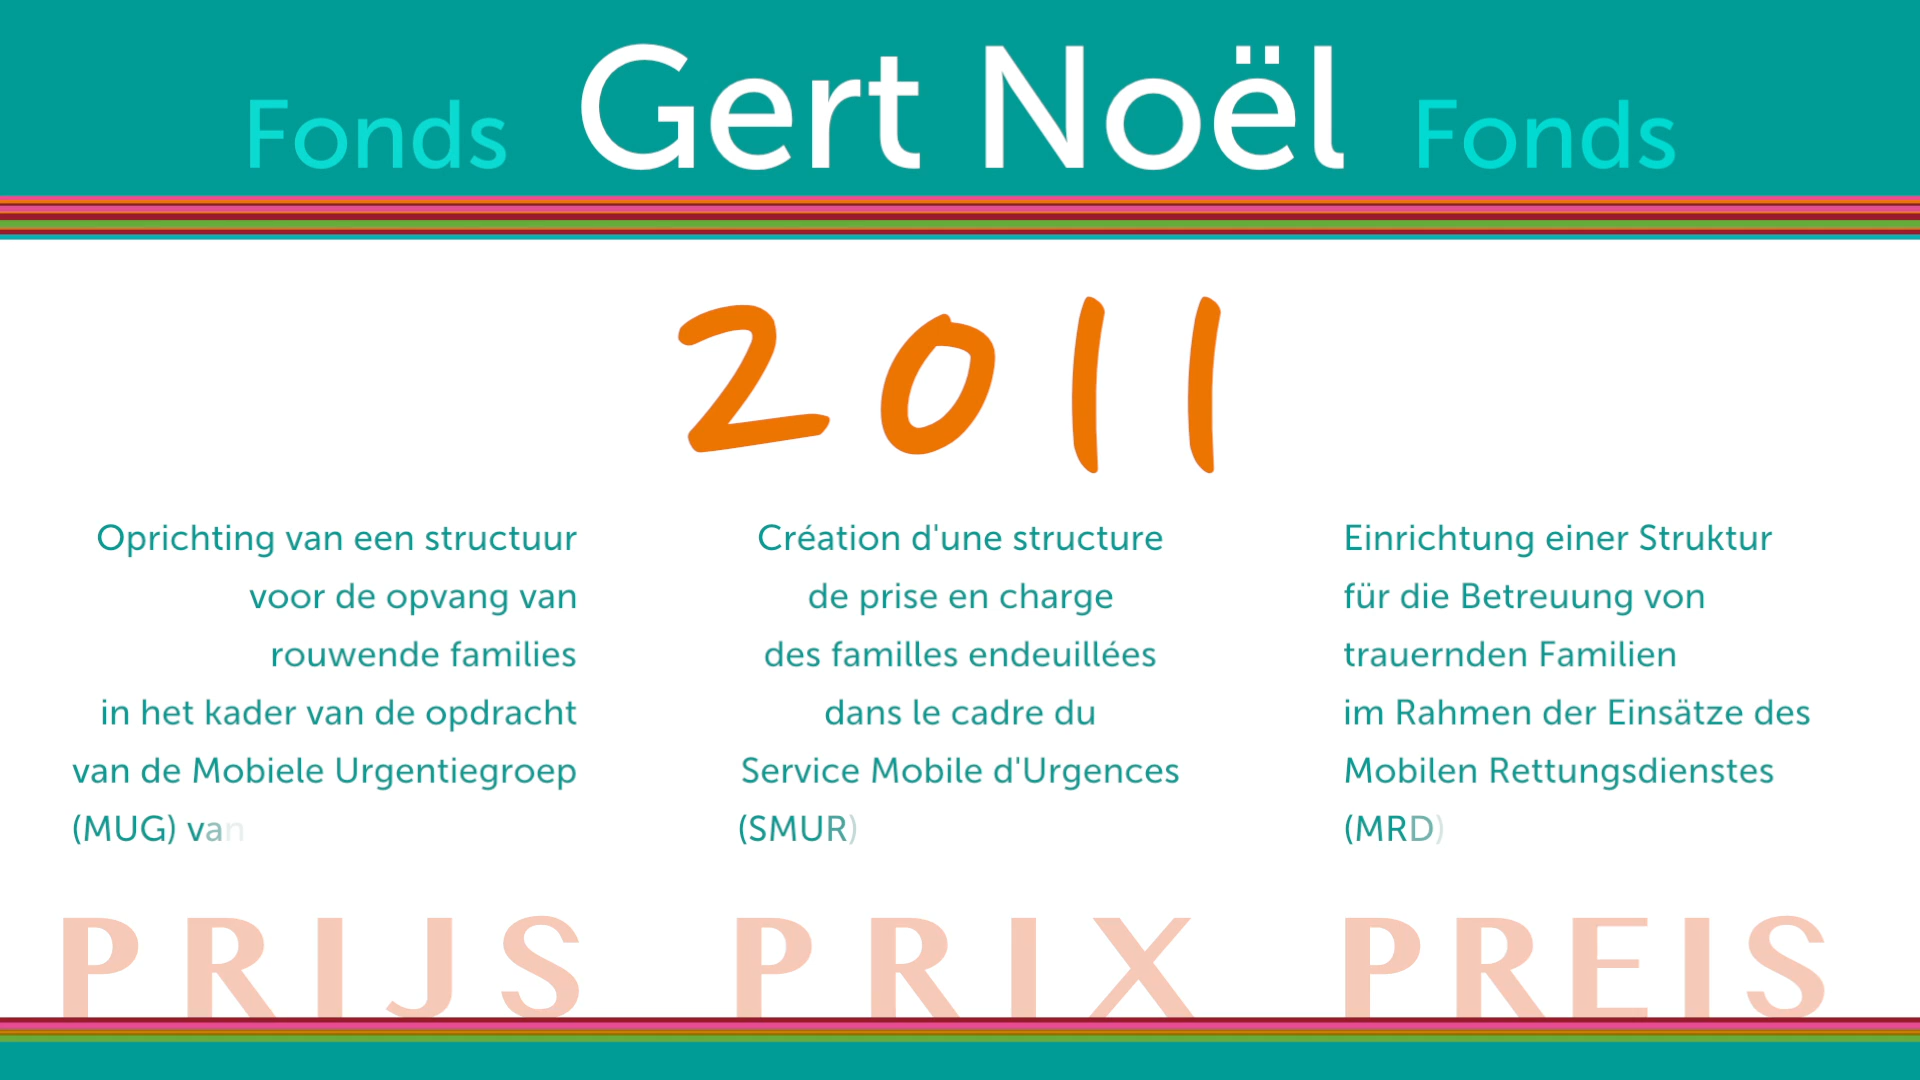 Fonds Gert Noël Fonds
2011
Oprichting van een structuur
voor de opvang van
rouwende families
in het kader van de opdracht
van de Mobiele Urgentiegroep
(MUG) van
Création d'une structure
de prise en charge
des familles endeuillées
dans le cadre du
Service Mobile d'Urgences
(SMUR)
Einrichtung einer Struktur
für die Betreuung von
trauernden Familien
im Rahmen der Einsätze des
Mobilen Rettungsdienstes
(MRD)
PRIJS PRIX PREIS